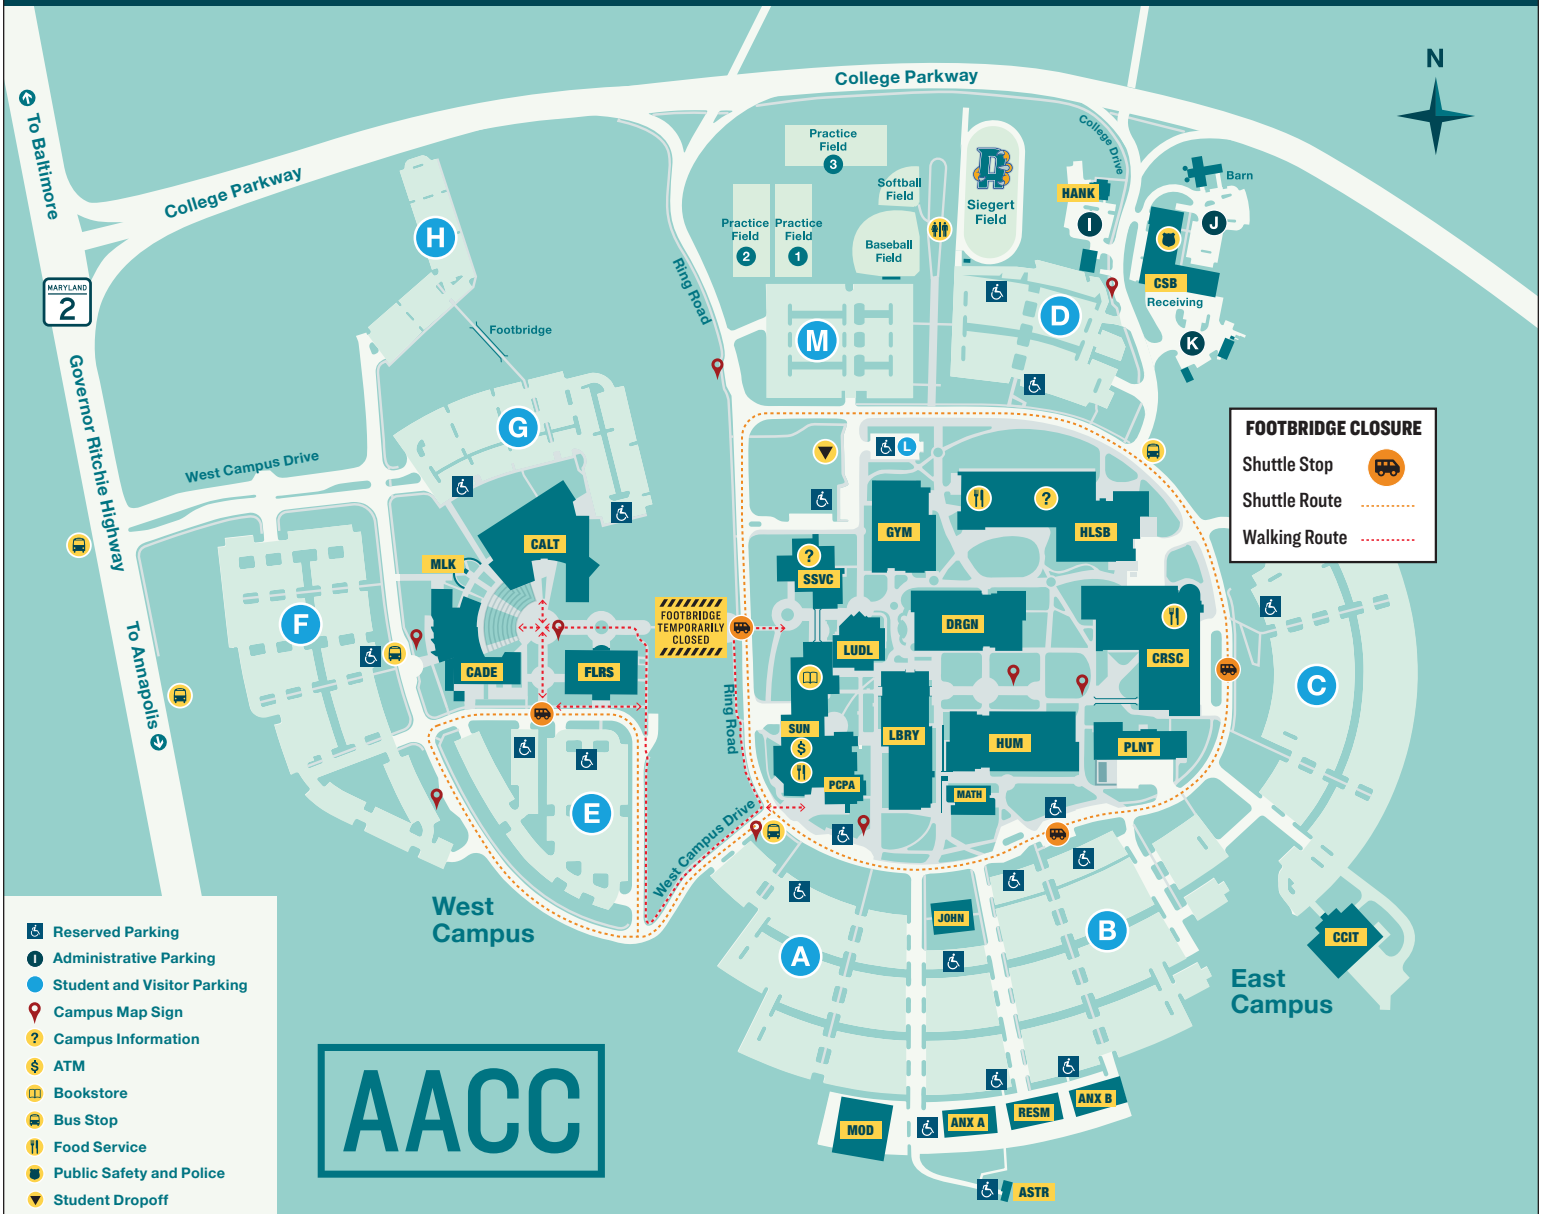 N
College Parkway
To Baltimore
College Parkway
College Drive
Practice
Field
3
Softball
Field
Siegert
Field
HANK
I
Barn
J
Practice
Field
2
Practice
Field
1
Baseball
Field
CSB
Receiving
K
H
MARYLAND
2
Ring Road
Footbridge
M
D
Governor Ritchie Highway
G
West Campus Drive
L
FOOTBRIDGE CLOSURE
Shuttle Stop
Shuttle Route
Walking Route
CALT
MLK
GYM
?
HLSB
?
SSVC
F
FOOTBRIDGE
TEMPORARILY
CLOSED
DRGN
LUDL
CRSC
CADE
FLRS
C
To Annapolis
Ring Road
SUN
$
LBRY
HUM
PLNT
PCPA
MATH
E
West Campus Drive
West
Campus
JOHN
A
B
CCIT
East
Campus
MOD
ANX A
RESM
ANX B
ASTR
AACC
Reserved Parking
I
Administrative Parking
Student and Visitor Parking
Campus Map Sign
?
Campus Information
$
ATM
Bookstore
Bus Stop
Food Service
Public Safety and Police
Student Dropoff